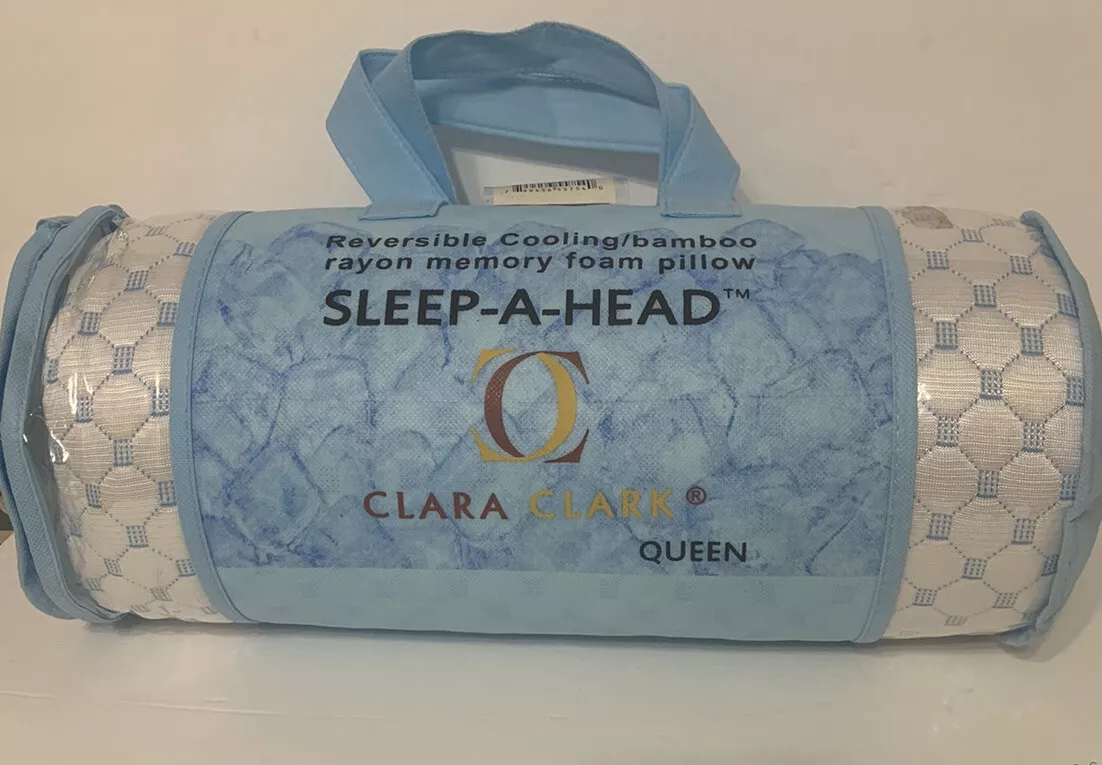 Reversible Cooling/bamboo
rayon memory foam pillow
SLEEP-A-HEAD™
CLARA CLARK®
QUEEN